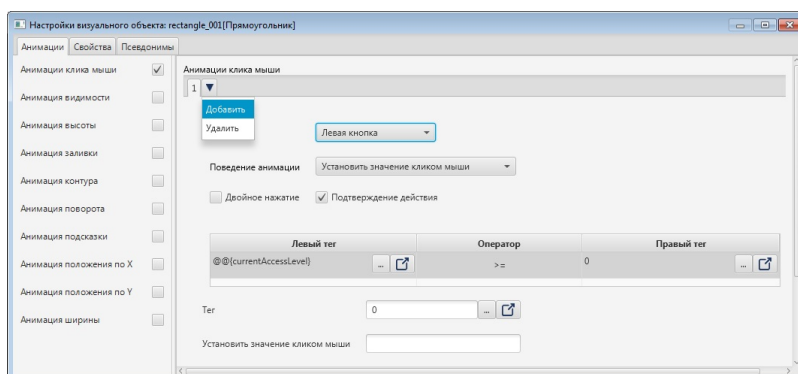 Настройки визуального объекта: rectangle_001[Прямоугольник]
Анимации Свойства Псевдонимы
Анимации клика мыши
Анимация видимости
Анимация высоты
Анимация заливки
Анимация контура
Анимация поворота
Анимация подсказки
Анимация положения по X
Анимация положения по Y
Анимация ширины
Анимации клика мыши
1
Добавить
Удалить
Левая кнопка
Поведение анимации Установить значение кликом мыши
Двойное нажатие Подтверждение действия
Левый тег Оператор Правый тег
@@{currentAccessLevel} ... >= 0 ...
Тег 0 ...
Установить значение кликом мыши